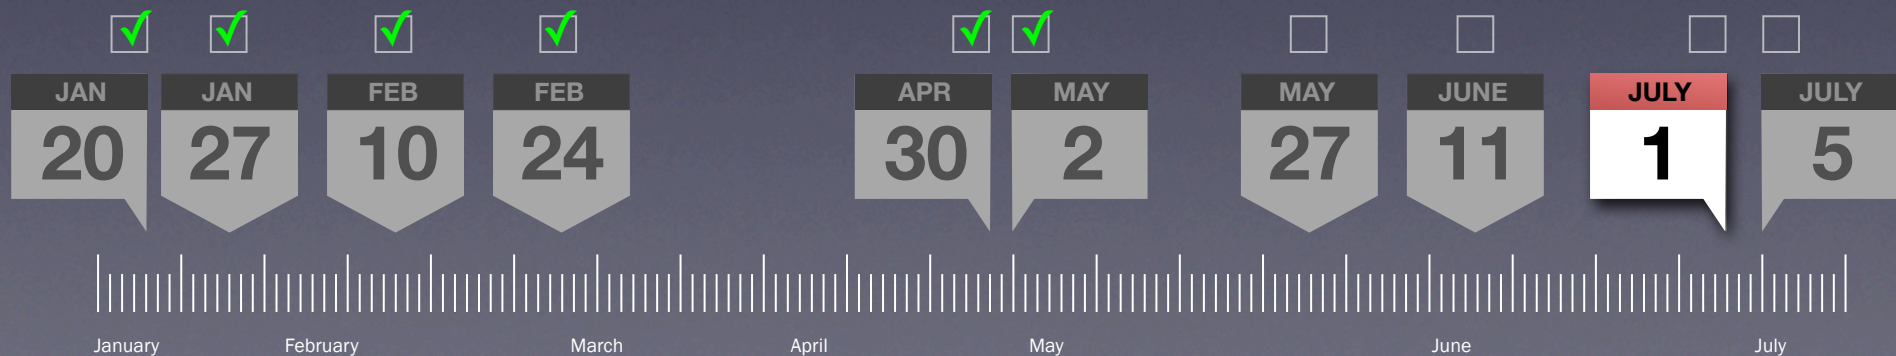 JAN JAN FEB FEB APR MAY MAY JUNE JULY JULY
20 27 10 24 30 2 27 11 1 5
January February March April May June July